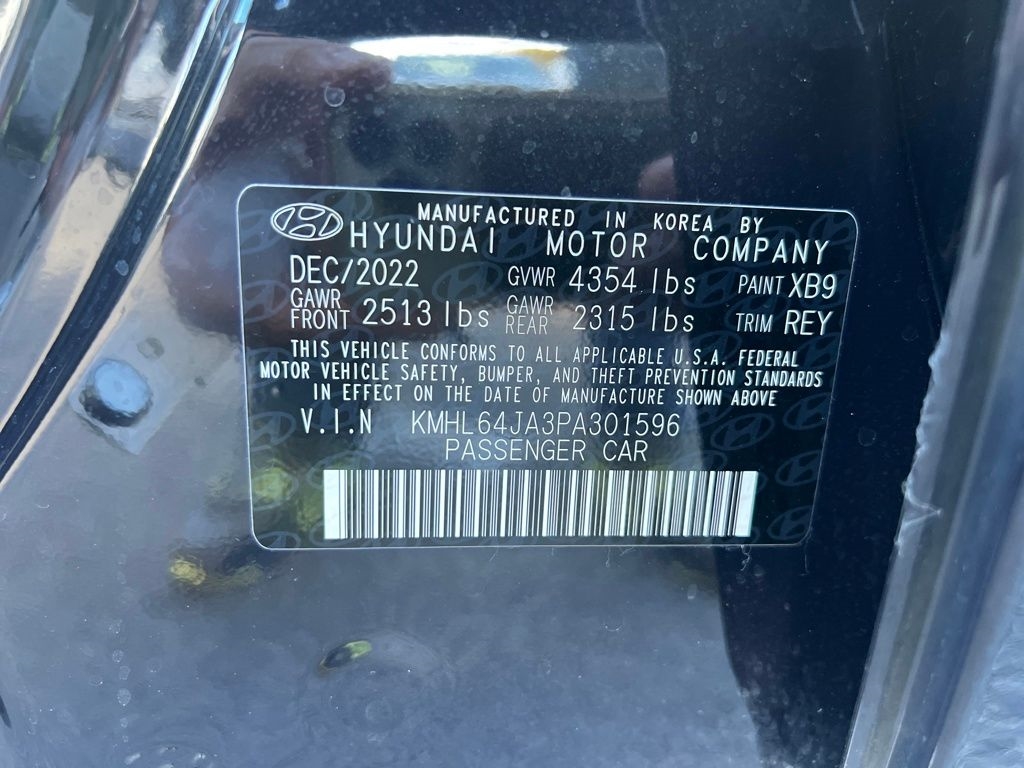 MANUFACTURED IN KOREA BY
HYUNDAI MOTOR COMPANY
DEC/2022 GVWR 4354 lbs PAINT XB9
GAWR FRONT 2513 lbs GAWR REAR 2315 lbs TRIM REY
THIS VEHICLE CONFORMS TO ALL APPLICABLE U.S.A. FEDERAL
MOTOR VEHICLE SAFETY, BUMPER, AND THEFT PREVENTION STANDARDS
IN EFFECT ON THE DATE OF MANUFACTURE SHOWN ABOVE
V.I.N KMHL64JA3PA301596
PASSENGER CAR